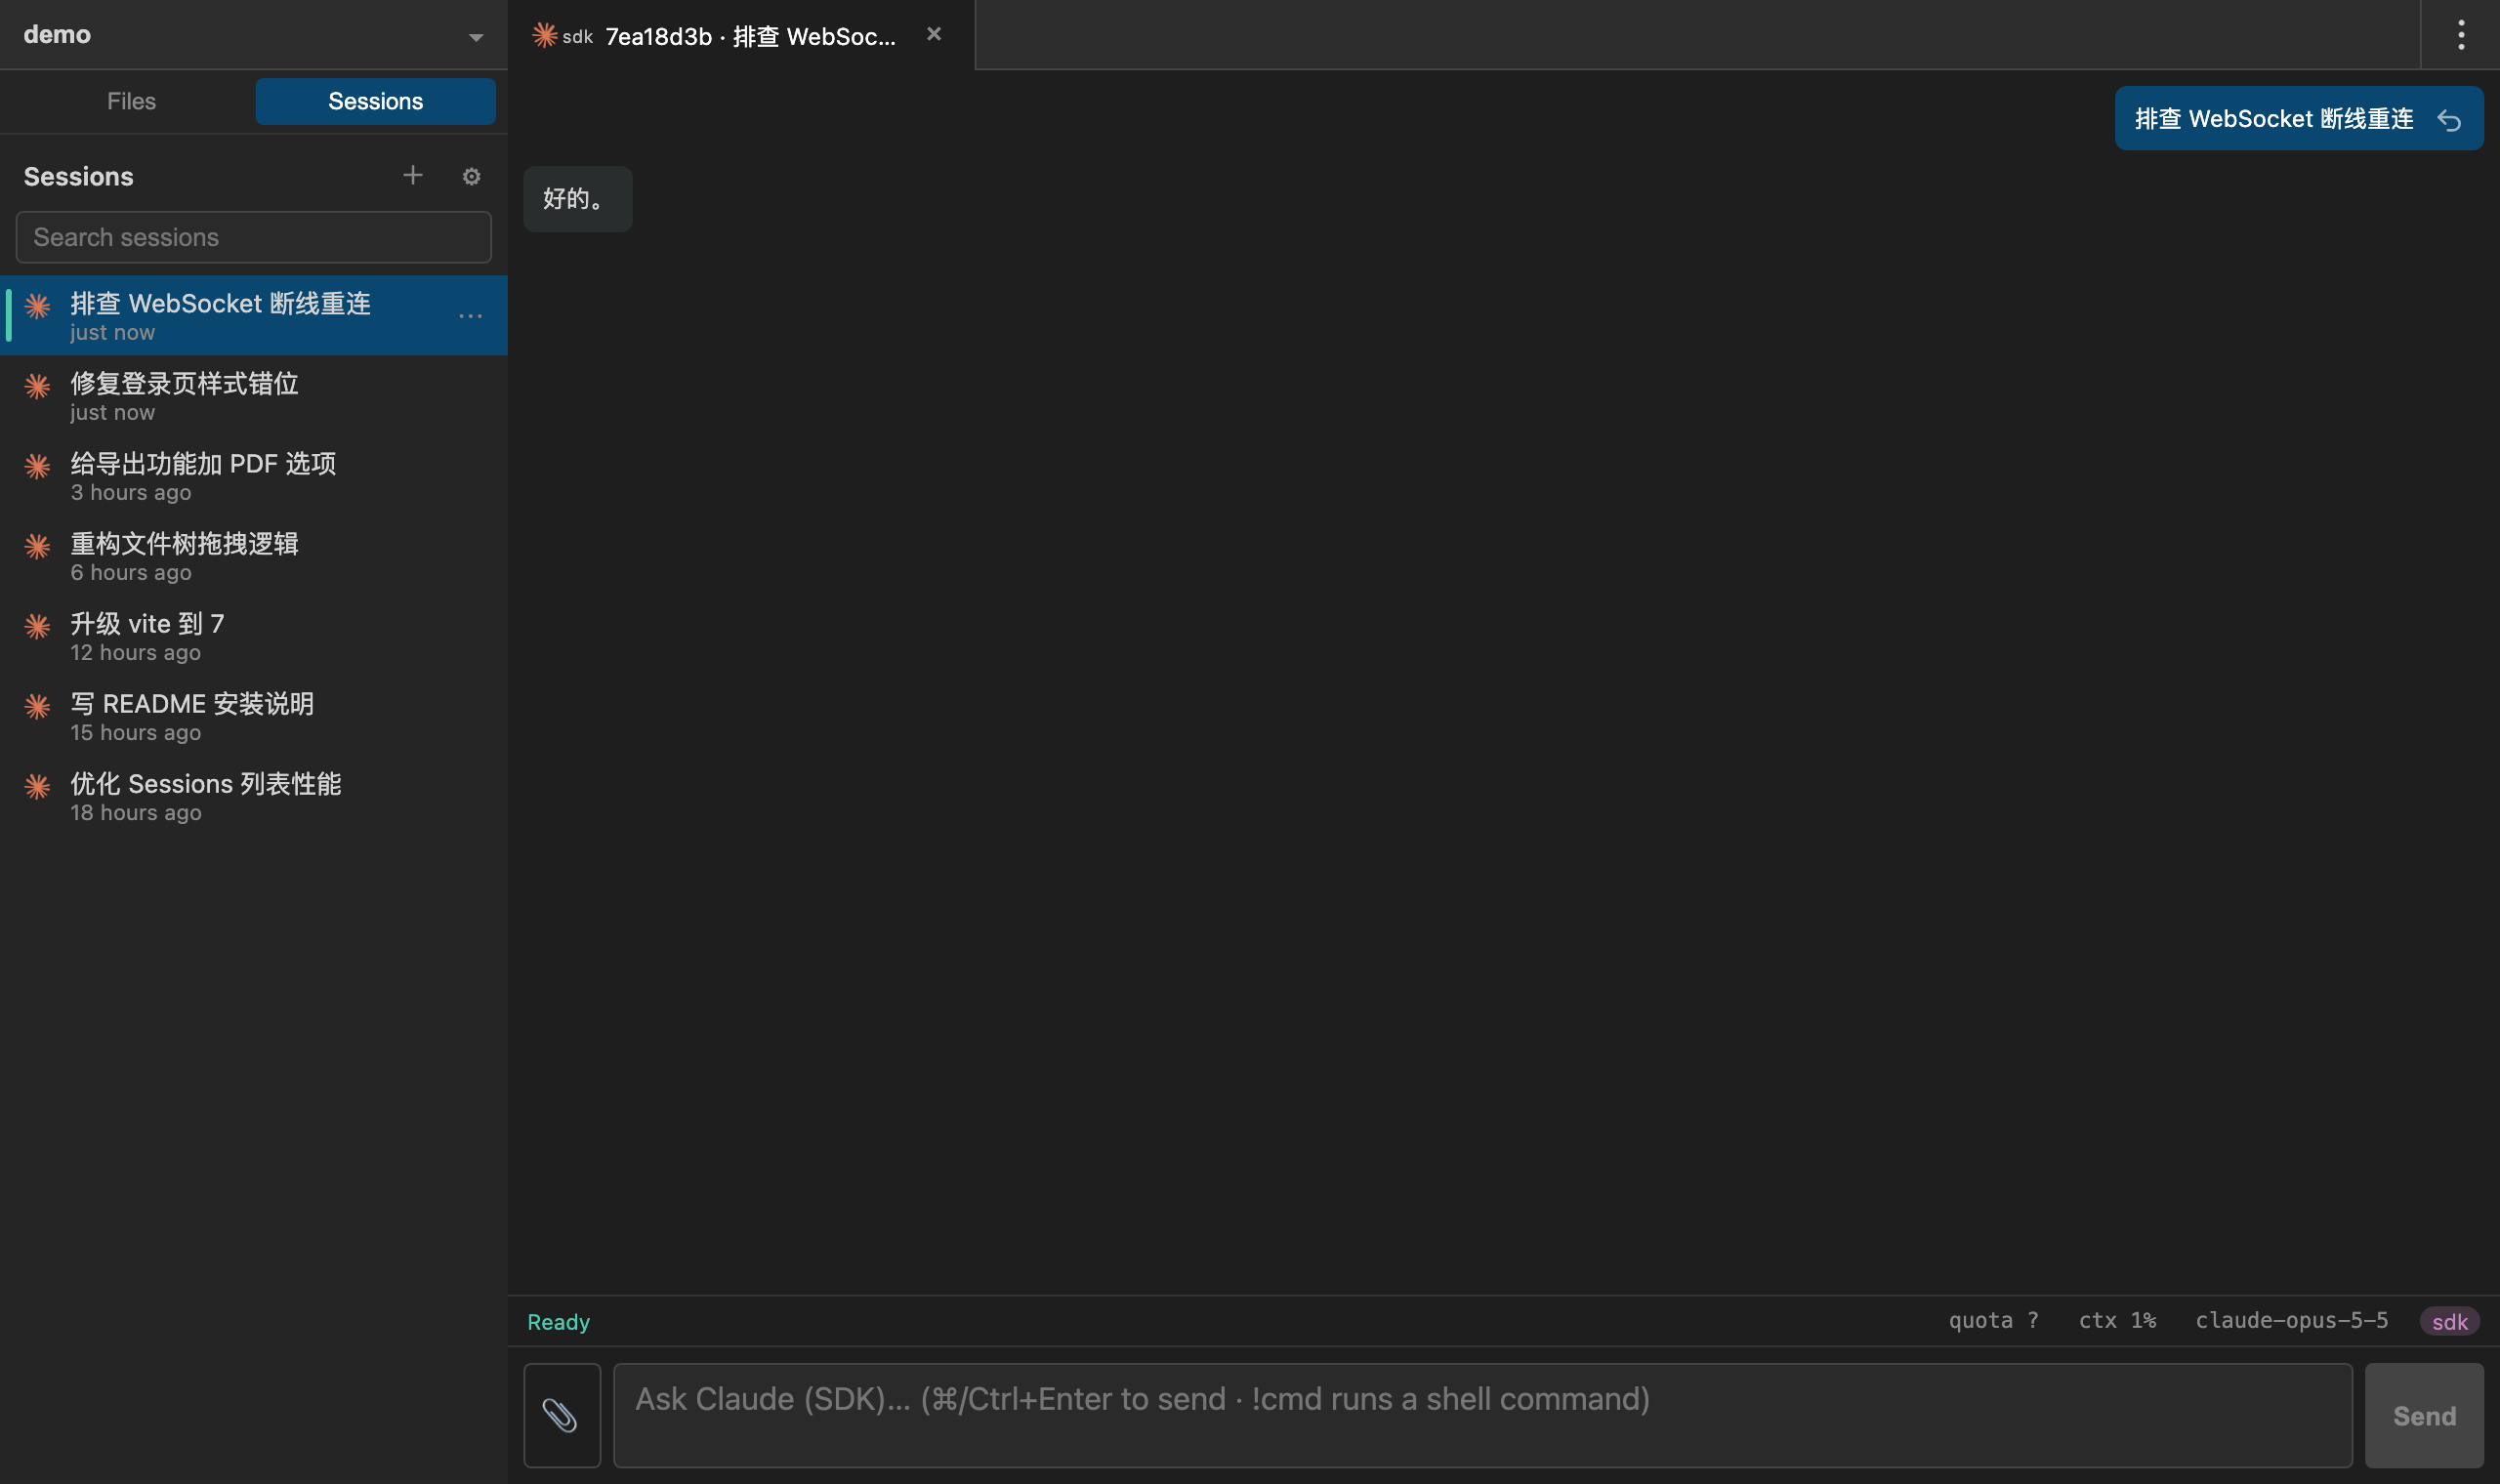 demo
Files
Sessions
Sessions
Search sessions
排查 WebSocket 断线重连
just now
修复登录页样式错位
just now
给导出功能加 PDF 选项
3 hours ago
重构文件树拖拽逻辑
6 hours ago
升级 vite 到 7
12 hours ago
写 README 安装说明
15 hours ago
优化 Sessions 列表性能
18 hours ago
sdk 7ea18d3b · 排查 WebSoc...
排查 WebSocket 断线重连
好的。
Ready
quota ? ctx 1% claude-opus-5-5 sdk
Ask Claude (SDK)... (⌘/Ctrl+Enter to send · !cmd runs a shell command)
Send